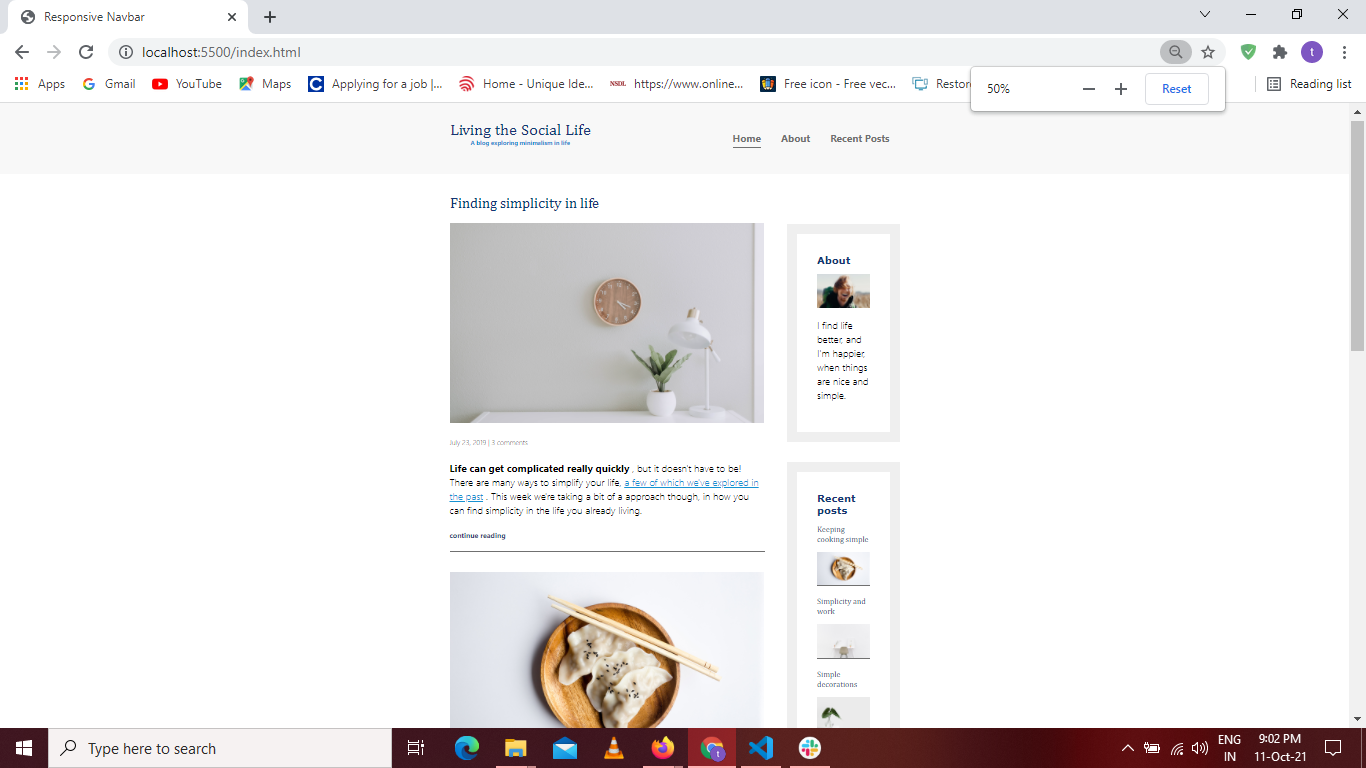 Responsive Navbar
localhost:5500/index.html
Apps
Gmail
YouTube
Maps
Applying for a job |...
Home - Unique Ide...
NSDL
https://www.online...
Free icon - Free vec...
Restore
Reading list
50%
Reset
t
Living the Social Life
A blog exploring minimalism in life
Home
About
Recent Posts
Finding simplicity in life
July 23, 2019 | 3 comments
Life can get complicated really quickly , but it doesn't have to be!
There are many ways to simplify your life, a few of which we've explored in
the past . This week we're taking a bit of a approach though, in how you
can find simplicity in the life you already living.
continue reading
About
I find life
better, and
I'm happier,
when things
are nice and
simple.
Recent
posts
Keeping
cooking simple
Simplicity and
work
Simple
decorations
Type here to search
t
ENG
IN
9:02 PM
11-Oct-21